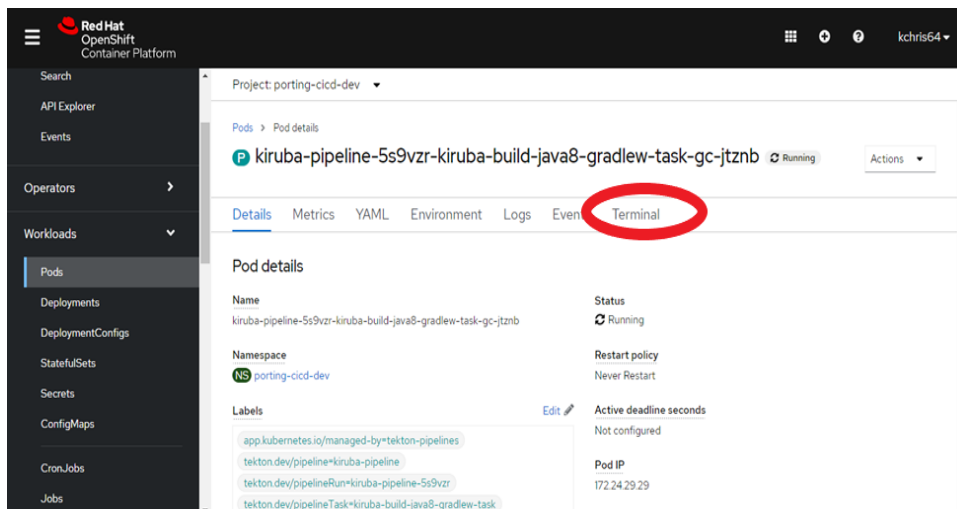 Red Hat
OpenShift
Container Platform
kchris64
Search
API Explorer
Events
Operators
Workloads
Pods
Deployments
DeploymentConfigs
StatefulSets
Secrets
ConfigMaps
CronJobs
Jobs
Project: porting-cicd-dev
Pods > Pod details
P kiruba-pipeline-5s9vzr-kiruba-build-java8-gradlew-task-gc-jtznb Running
Actions
Details Metrics YAML Environment Logs Even Terminal
Pod details
Name
kiruba-pipeline-5s9vzr-kiruba-build-java8-gradlew-task-gc-jtznb
Namespace
NS porting-cicd-dev
Labels Edit
app.kubernetes.io/managed-by=tekton-pipelines
tekton.dev/pipeline=kiruba-pipeline
tekton.dev/pipelineRun=kiruba-pipeline-5s9vzr
tekton.dev/pipelineTask=kiruba-build-java8-gradlew-task
Status
Running
Restart policy
Never Restart
Active deadline seconds
Not configured
Pod IP
172.24.29.29